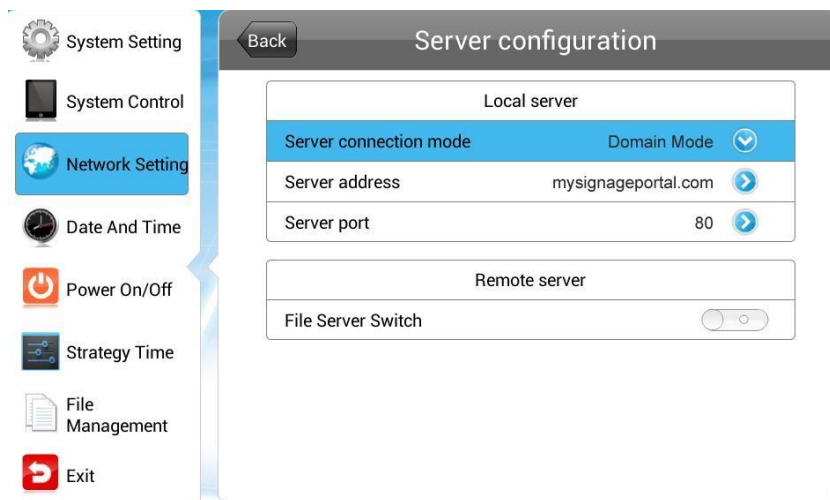 System Setting
System Control
Network Setting
Date And Time
Power On/Off
Strategy Time
File
Management
Exit
Back
Server configuration
Local server
Server connection mode Domain Mode
Server address mysignageportal.com
Server port 80
Remote server
File Server Switch